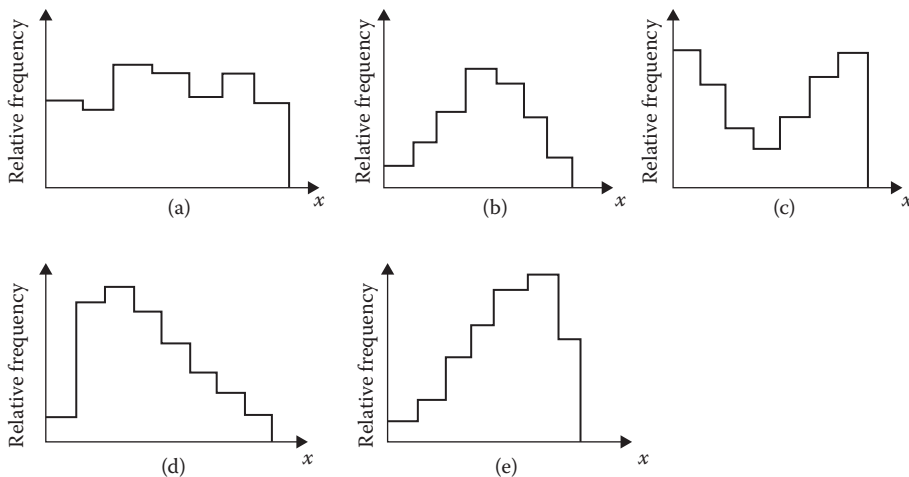 Relative frequency
x
(a)
Relative frequency
x
(b)
Relative frequency
x
(c)
Relative frequency
x
(d)
Relative frequency
x
(e)